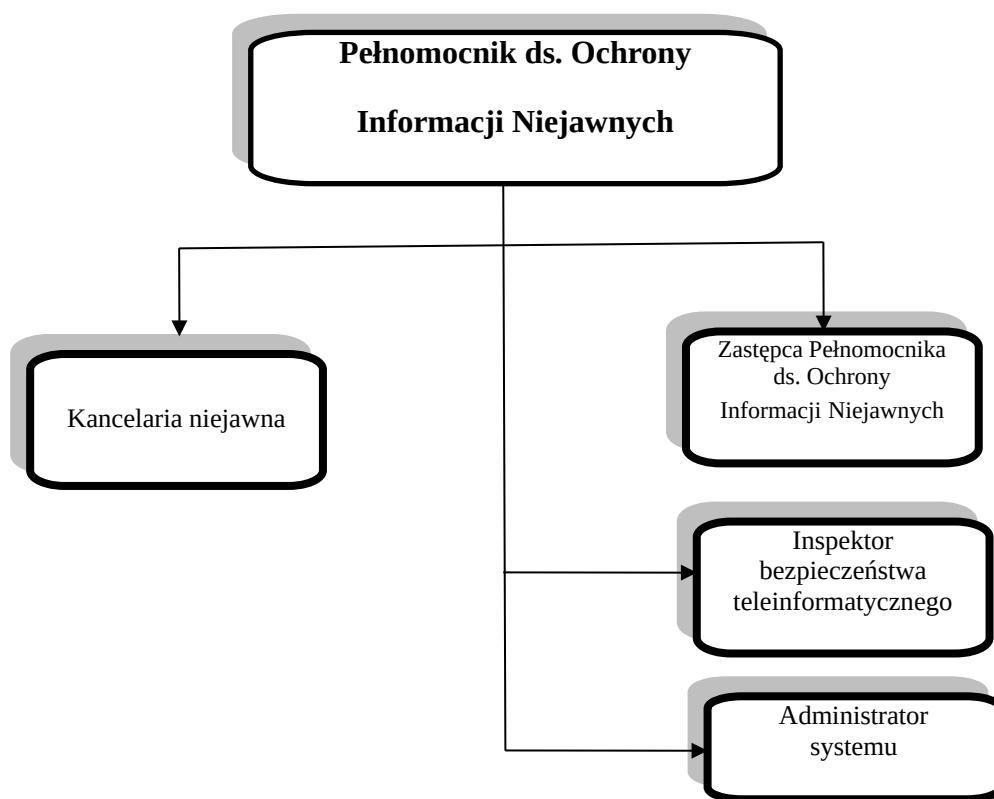 Pełnomocnik ds. Ochrony
Informacji Niejawnych
Kancelaria niejawna
Zastępca Pełnomocnika
ds. Ochrony
Informacji Niejawnych
Inspektor
bezpieczeństwa
teleinformatycznego
Administrator
systemu